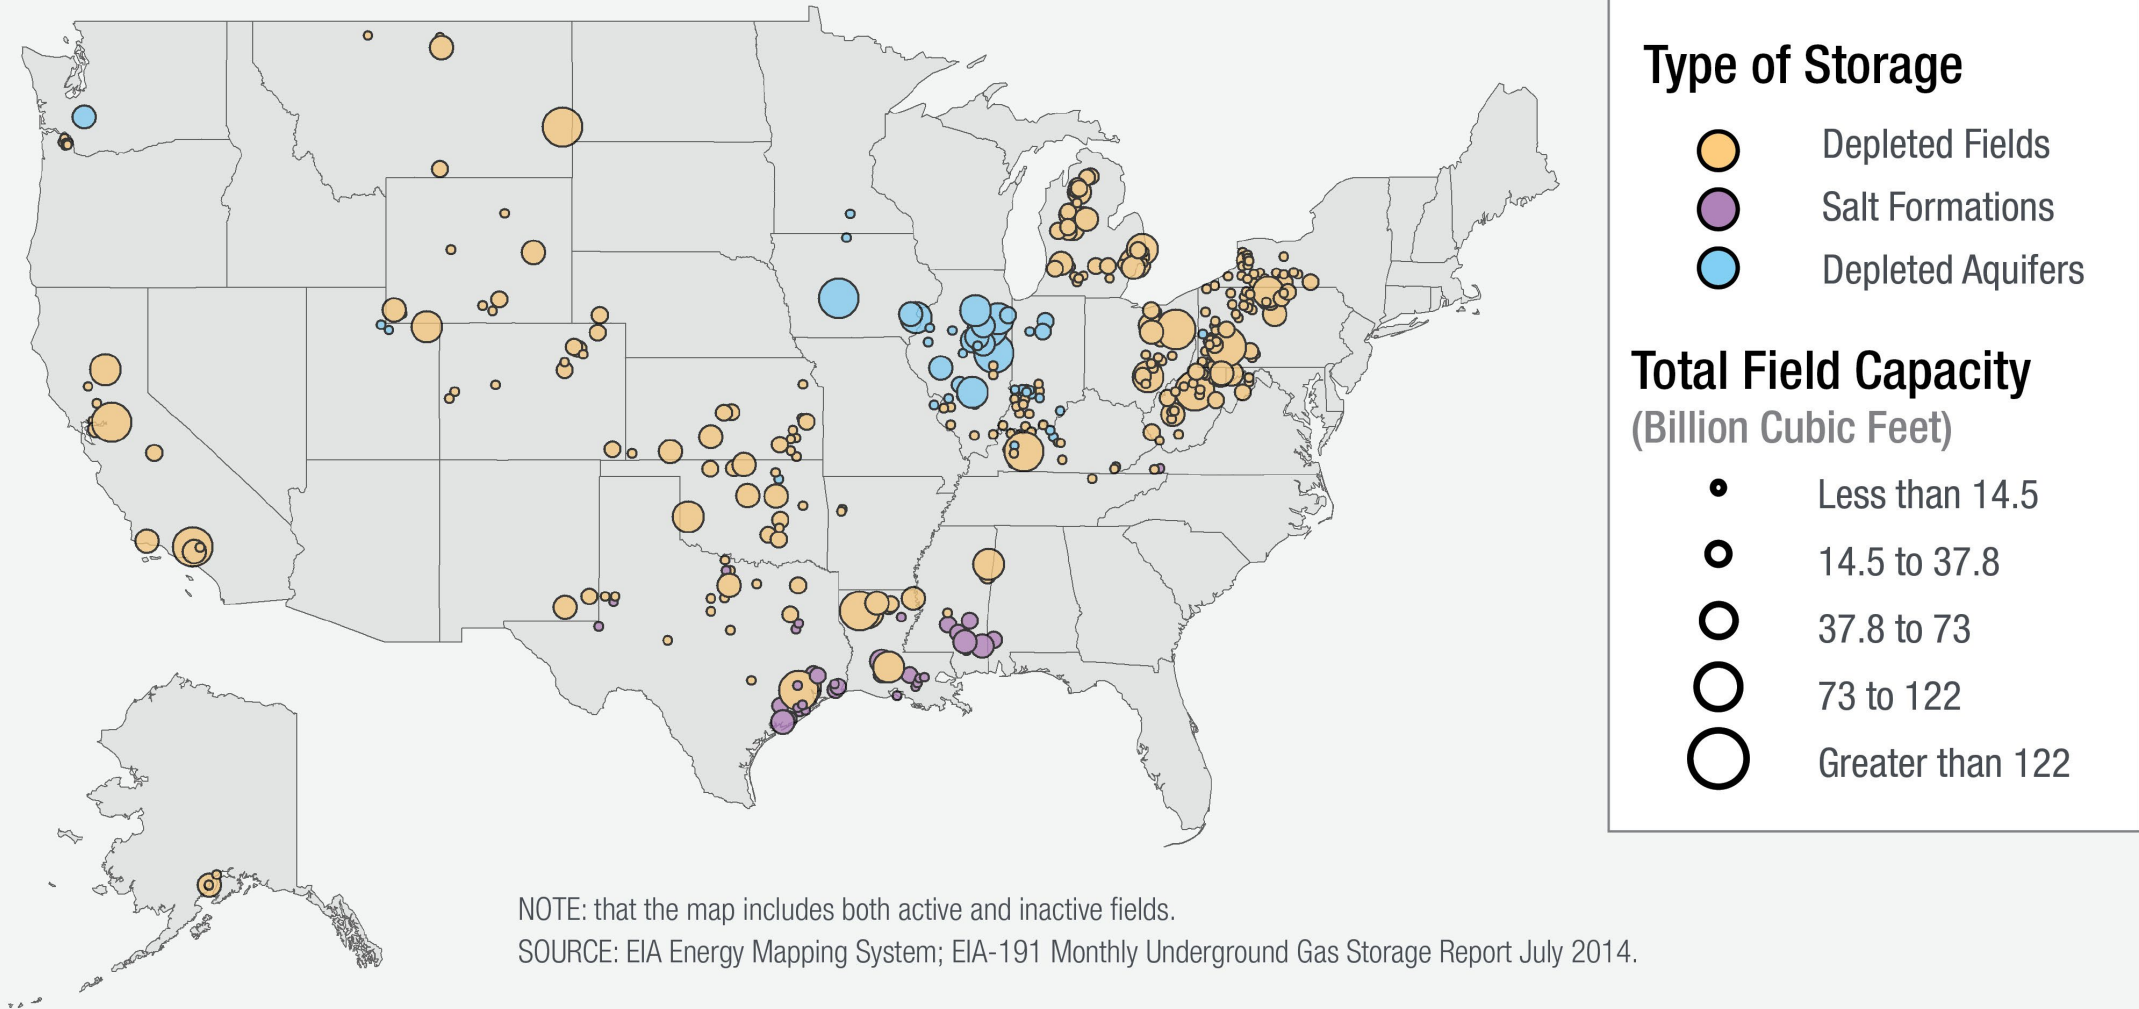 Type of Storage
Depleted Fields
Salt Formations
Depleted Aquifers
Total Field Capacity
(Billion Cubic Feet)
Less than 14.5
14.5 to 37.8
37.8 to 73
73 to 122
Greater than 122
NOTE: that the map includes both active and inactive fields.
SOURCE: EIA Energy Mapping System; EIA-191 Monthly Underground Gas Storage Report July 2014.